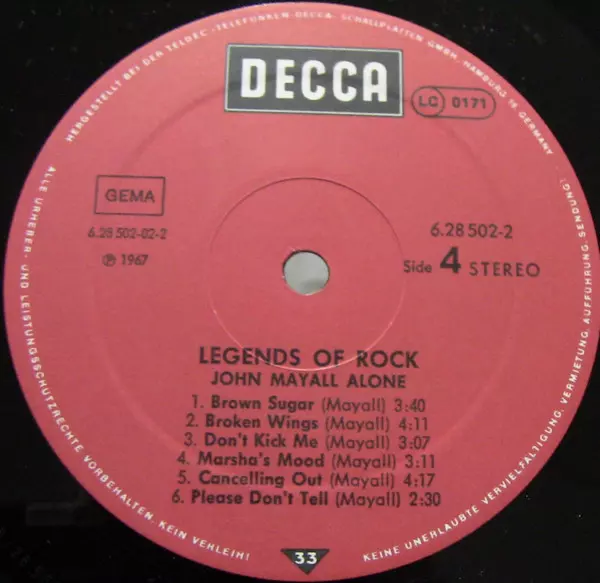 HERGESTELLT BEI DER TELDEC »TELEFUNKEN-DECCA« SCHALLPLATTEN GMBH, HAMBURG 19, GERMANY
DECCA
LC 0171
GEMA
6.28 502-02-2
℗ 1967
6.28 502-2
Side 4 STEREO
LEGENDS OF ROCK
JOHN MAYALL ALONE
1. Brown Sugar (Mayall) 3:40
2. Broken Wings (Mayall) 4:11
3. Don't Kick Me (Mayall) 3:07
4. Marsha's Mood (Mayall) 3:11
5. Cancelling Out (Mayall) 4:17
6. Please Don't Tell (Mayall) 2:30
33
ALLE URHEBER- UND LEISTUNGSSCHUTZRECHTE VORBEHALTEN. KEIN VERLEIH!
KEINE UNERLAUBTE VERVIELFÄLTIGUNG, VERMIETUNG, AUFFÜHRUNG, SENDUNG!